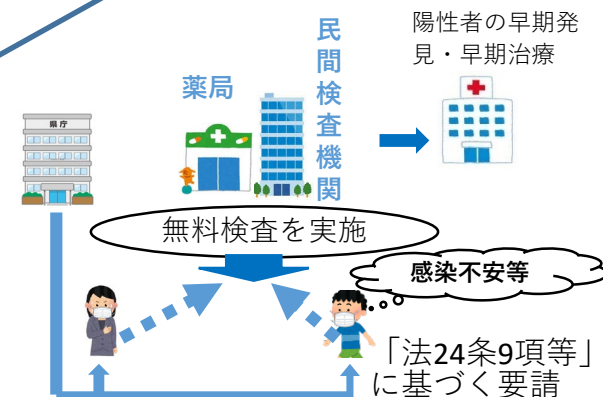 陽性者の早期発
見・早期治療
民間検査機関
薬局
県庁
無料検査を実施
感染不安等
「法24条9項等」
に基づく要請